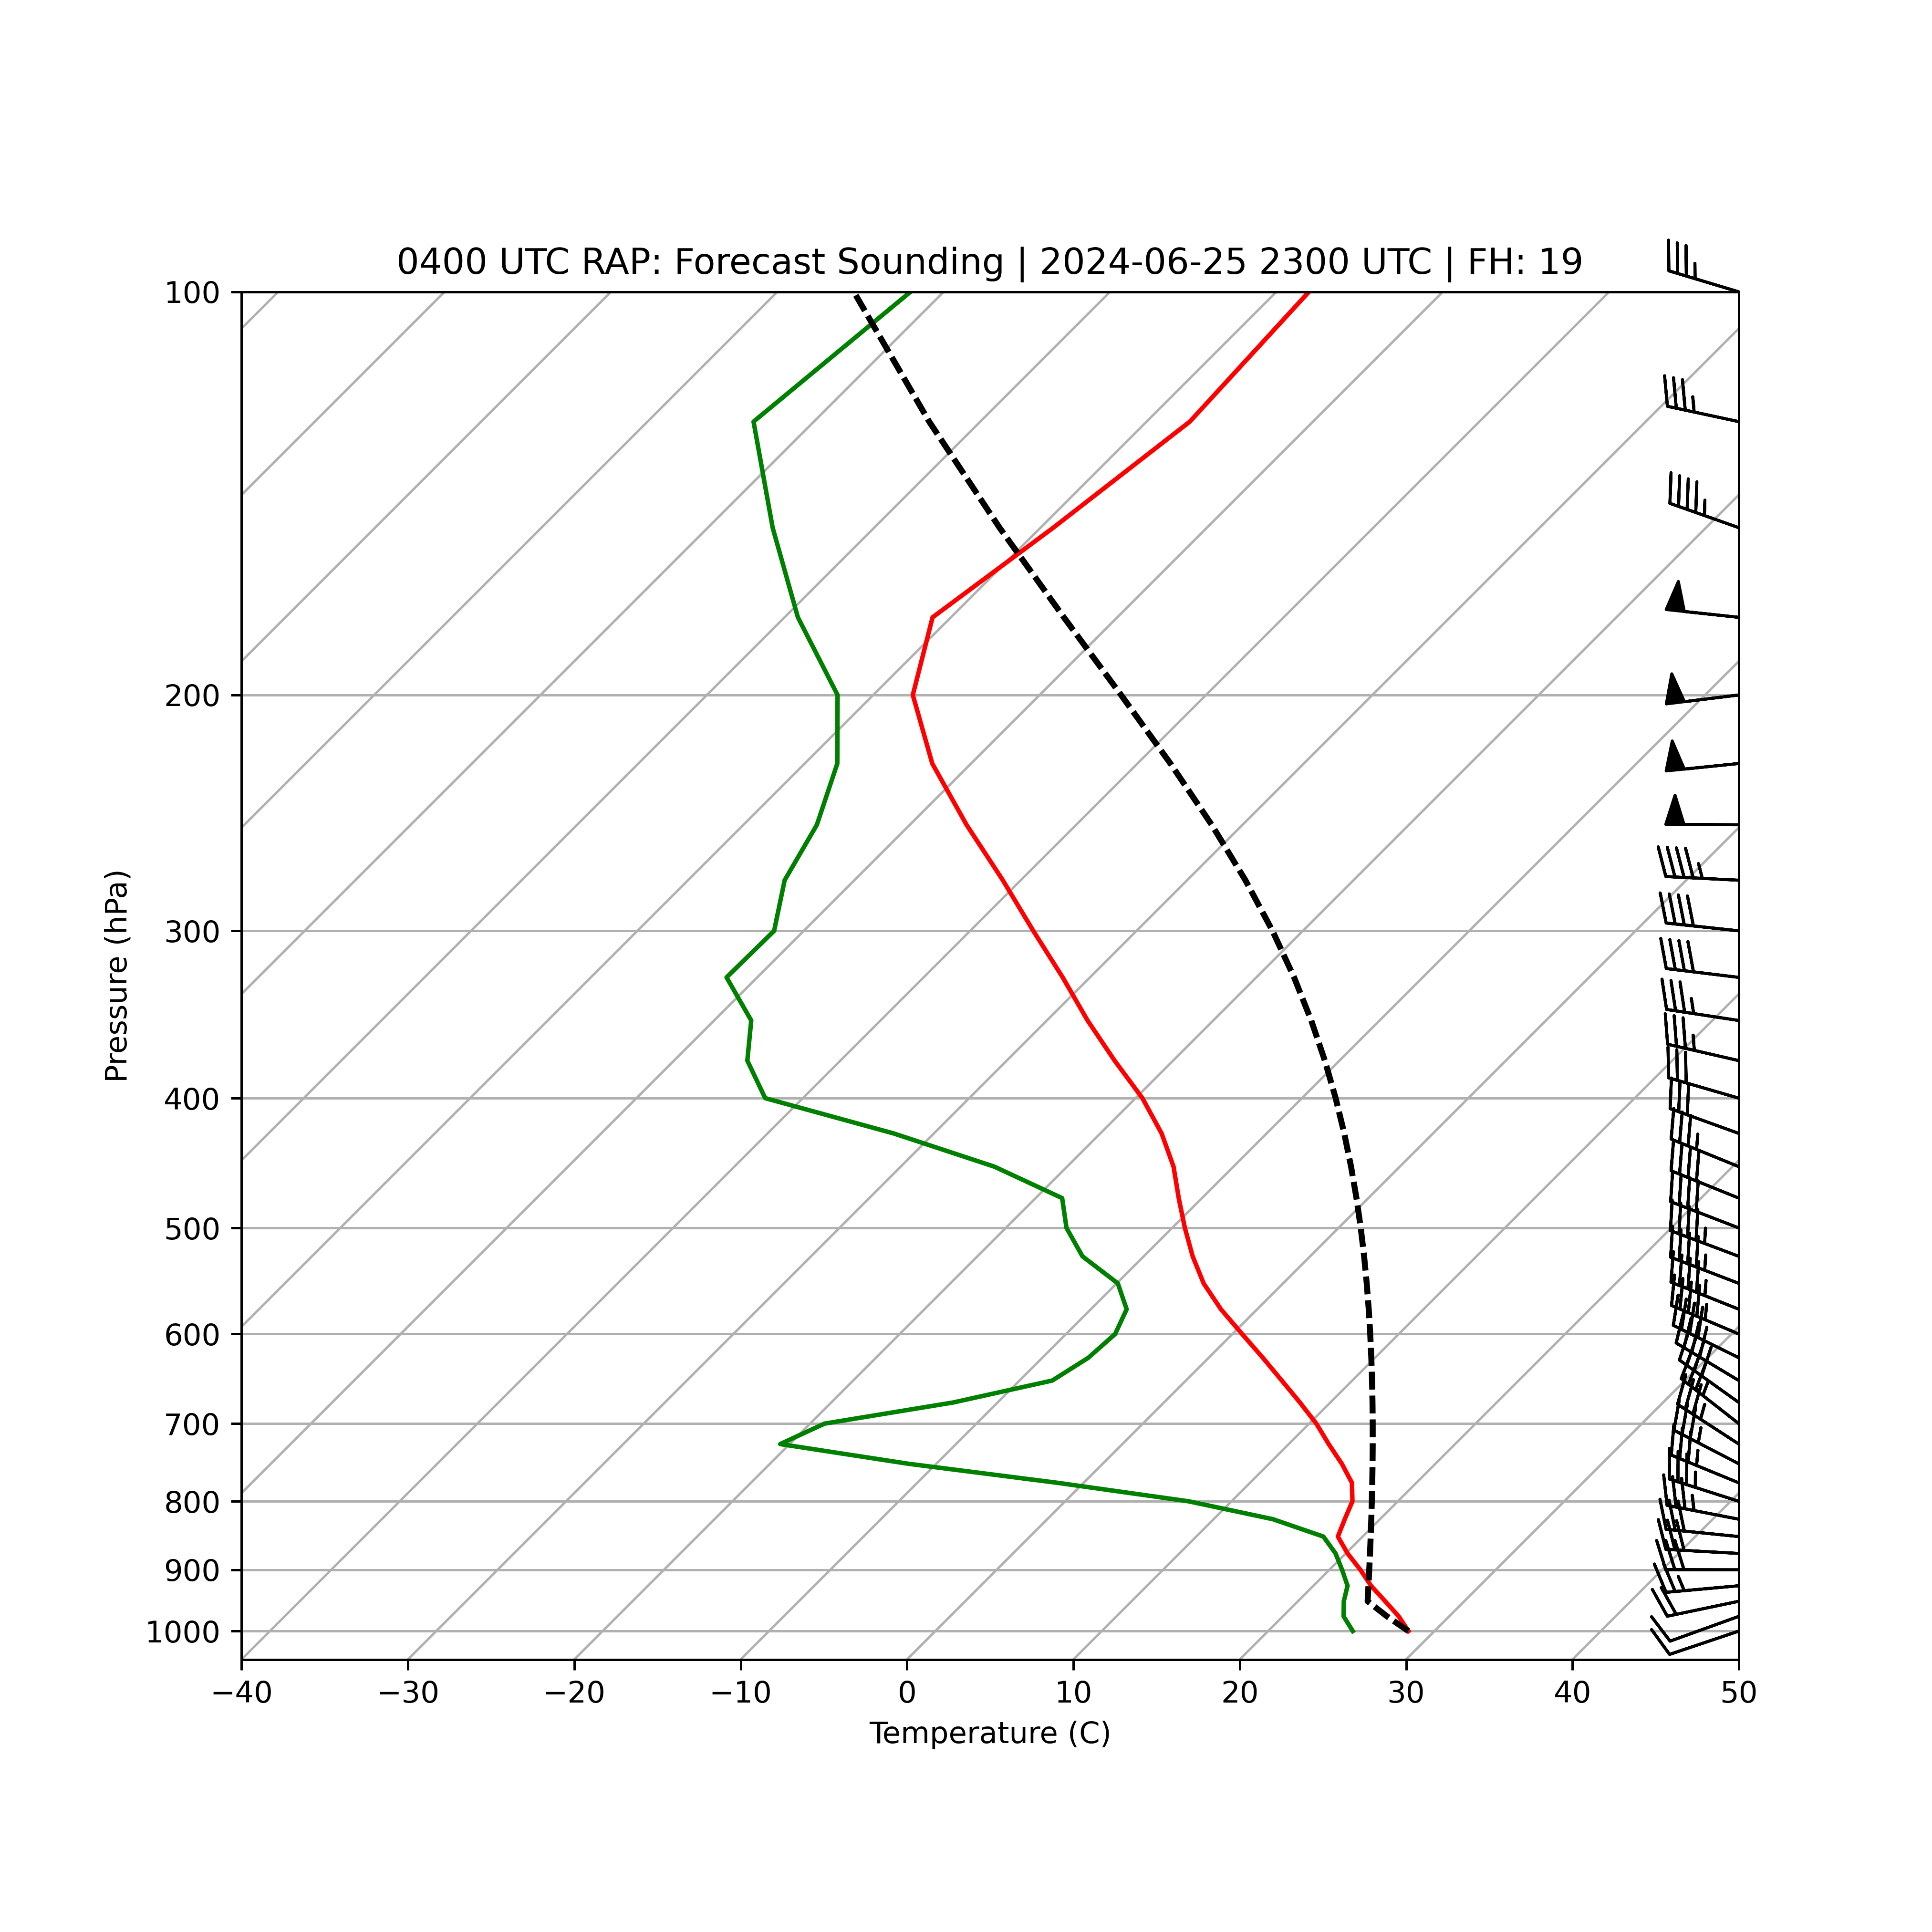 0400 UTC RAP: Forecast Sounding | 2024-06-25 2300 UTC | FH: 19
100
200
300
400
500
600
700
800
900
1000
Pressure (hPa)
−40 −30 −20 −10 0 10 20 30 40 50
Temperature (C)